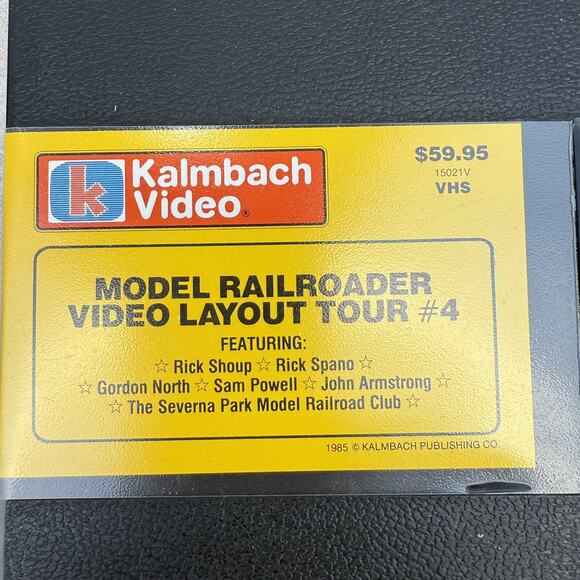 k Kalmbach
Video®
$59.95
15021V
VHS
MODEL RAILROADER
VIDEO LAYOUT TOUR #4
FEATURING:
☆ Rick Shoup ☆ Rick Spano ☆
☆ Gordon North ☆ Sam Powell ☆ John Armstrong ☆
☆ The Severna Park Model Railroad Club ☆
1985 © KALMBACH PUBLISHING CO.